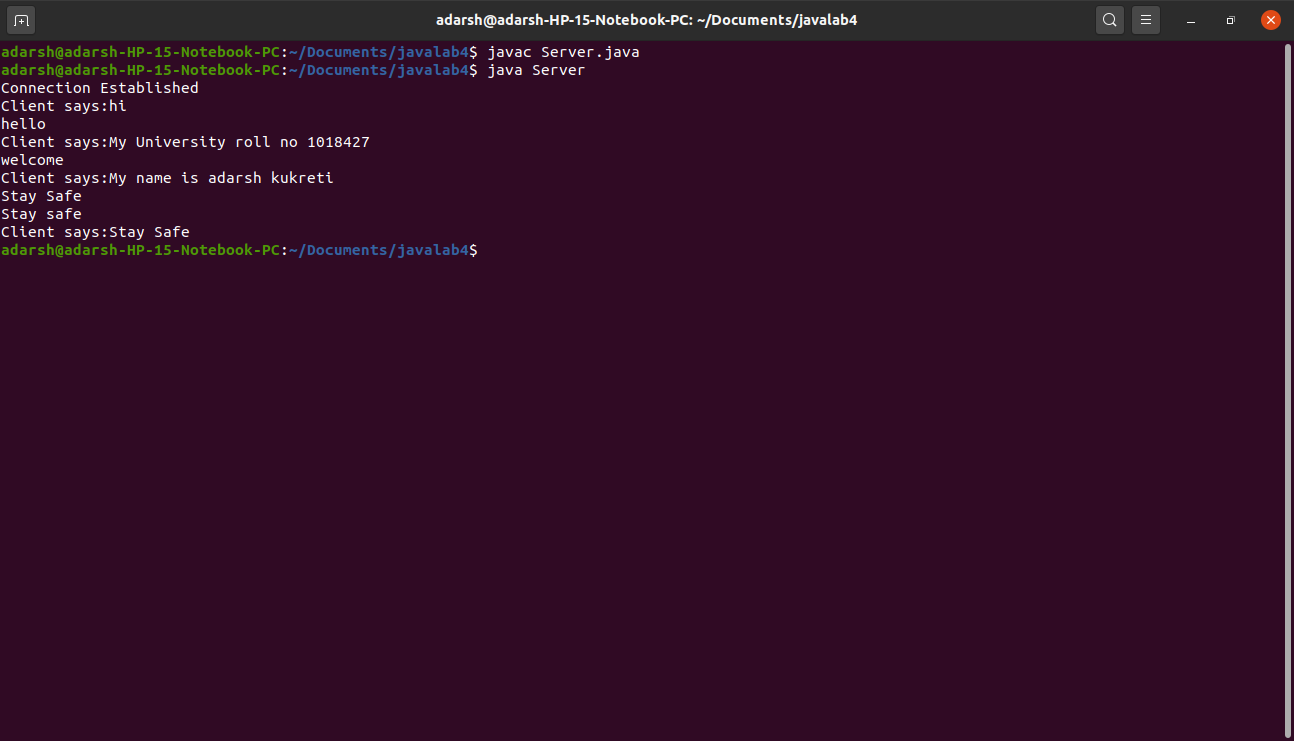 adarsh@adarsh-HP-15-Notebook-PC: ~/Documents/javalab4
adarsh@adarsh-HP-15-Notebook-PC:~/Documents/javalab4$ javac Server.java
adarsh@adarsh-HP-15-Notebook-PC:~/Documents/javalab4$ java Server
Connection Established
Client says:hi
hello
Client says:My University roll no 1018427
welcome
Client says:My name is adarsh kukreti
Stay Safe
Stay safe
Client says:Stay Safe
adarsh@adarsh-HP-15-Notebook-PC:~/Documents/javalab4$